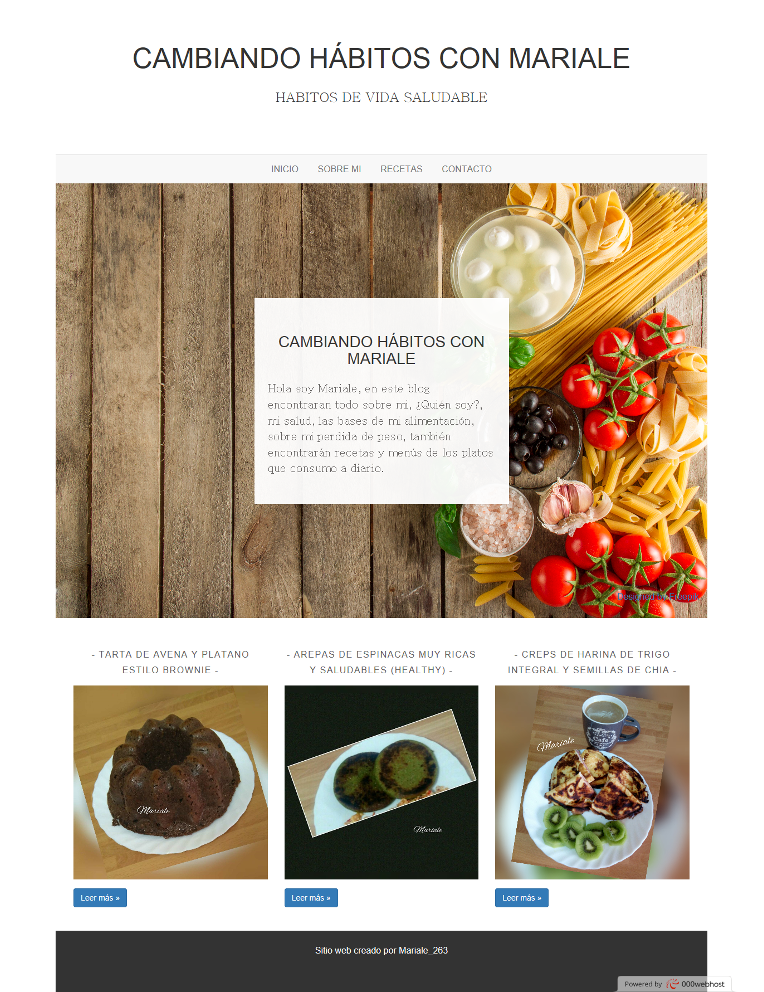 CAMBIANDO HÁBITOS CON MARIALE
HABITOS DE VIDA SALUDABLE
INICIO SOBRE MI RECETAS CONTACTO
CAMBIANDO HÁBITOS CON
MARIALE
Hola soy Mariale, en este blog
encontraran todo sobre mi, ¿Quién soy?,
mi salud, las bases de mi alimentación,
sobre mi perdida de peso, también
encontrarán recetas y menús de los platos
que consumo a diario.
Designed by Freepik
- TARTA DE AVENA Y PLATANO
ESTILO BROWNIE -
- AREPAS DE ESPINACAS MUY RICAS
Y SALUDABLES (HEALTHY) -
- CREPS DE HARINA DE TRIGO
INTEGRAL Y SEMILLAS DE CHIA -
Mariale
Mariale
Mariale
Leer más »
Leer más »
Leer más »
Sitio web creado por Mariale_263
Powered by 000webhost